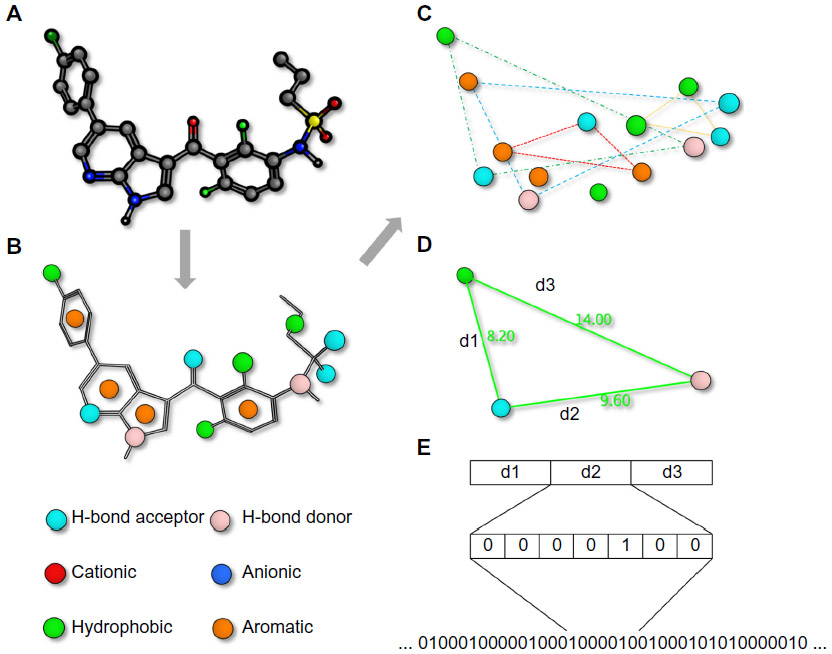 A
C
B
D
d3
14.00
d1
8.20
9.60
d2
E
d1 d2 d3
0 0 0 0 1 0 0
H-bond acceptor H-bond donor
Cationic Anionic
Hydrophobic Aromatic
... 010001000001000100001001000101010000010 ...